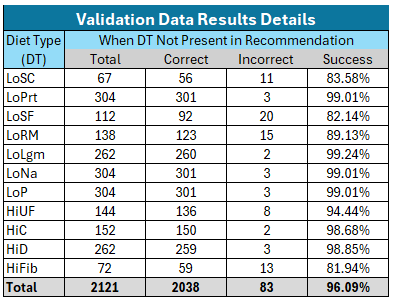 Validation Data Results Details
Diet Type When DT Not Present in Recommendation
(DT) Total Correct Incorrect Success
LoSC 67 56 11 83.58%
LoPrt 304 301 3 99.01%
LoSF 112 92 20 82.14%
LoRM 138 123 15 89.13%
LoLgm 262 260 2 99.24%
LoNa 304 301 3 99.01%
LoP 304 301 3 99.01%
HiUF 144 136 8 94.44%
HiC 152 150 2 98.68%
HiD 262 259 3 98.85%
HiFib 72 59 13 81.94%
Total 2121 2038 83 96.09%